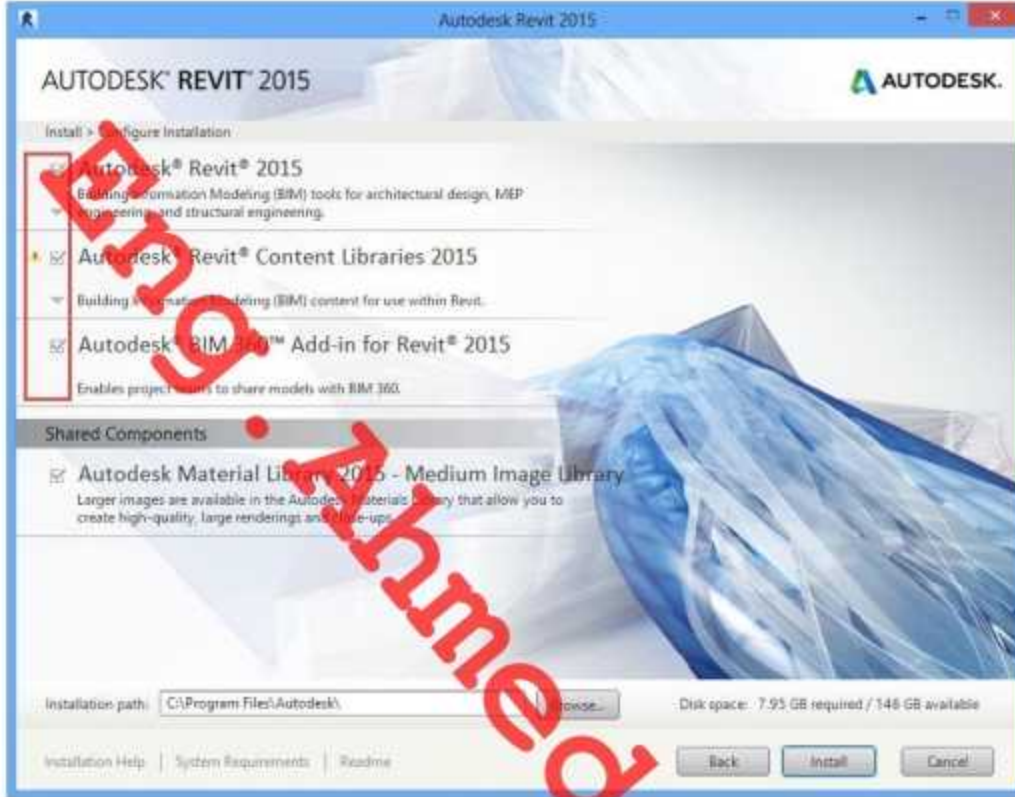 Autodesk Revit 2015
AUTODESK® REVIT® 2015
AUTODESK.
Install > Configure Installation
Autodesk® Revit® 2015
Building Information Modeling (BIM) tools for architectural design, MEP
engineering, and structural engineering.
Autodesk® Revit® Content Libraries 2015
Building Information Modeling (BIM) content for use within Revit.
Autodesk® BIM 360™ Add-in for Revit® 2015
Enables project teams to share models with BIM 360.
Shared Components
Autodesk Material Library 2015 - Medium Image Library
Larger images are available in the Autodesk Materials Library that allow you to
create high-quality, large renderings and close-ups.
Installation path: C:\Program Files\Autodesk\ Browse... Disk space: 7.95 GB required / 146 GB available
Installation Help | System Requirements | Readme Back Install Cancel
Eng. Ahmed